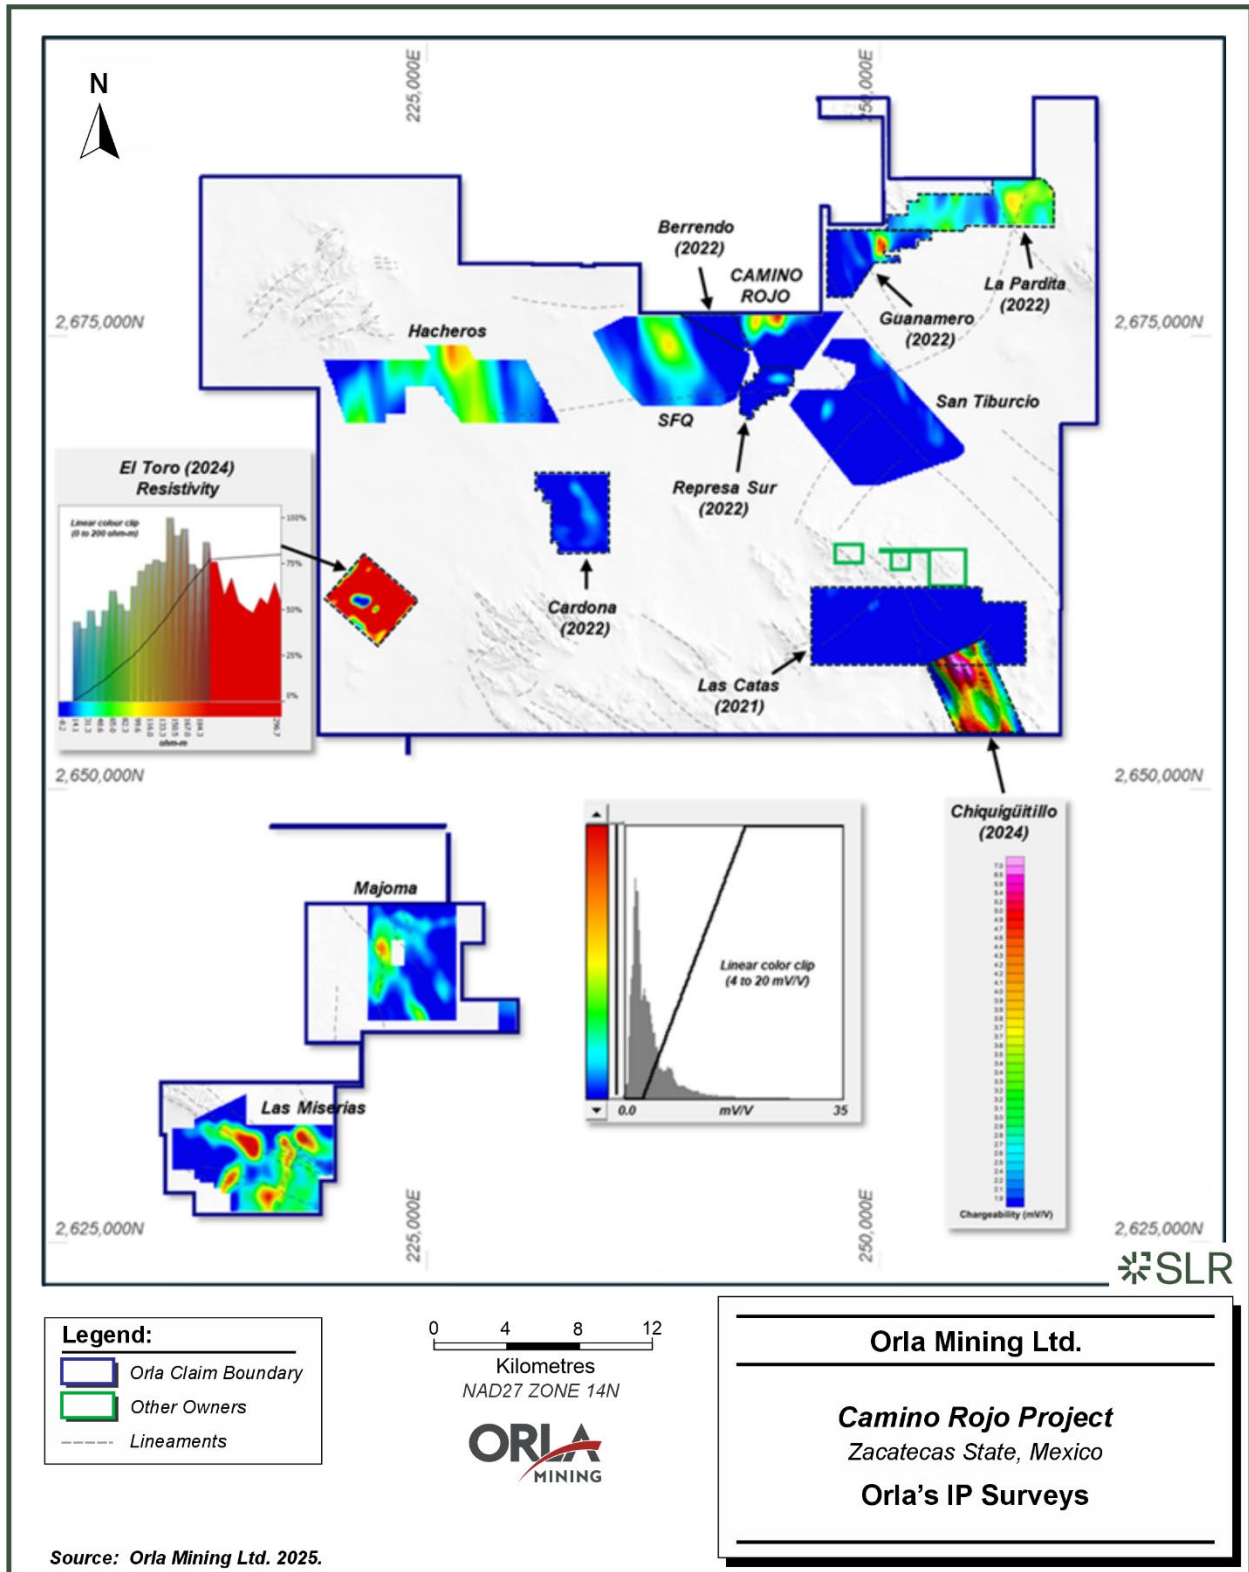 N
225,000E
250,000E
Berrendo
(2022)
CAMINO
ROJO
La Pardita
(2022)
Guanamero
(2022)
2,675,000N
2,675,000N
Hacheros
San Tiburcio
SFQ
Represa Sur
(2022)
El Toro (2024)
Resistivity
Linear colour clip
(0 to 200 ohm-m)
100%
75%
50%
25%
0%
ohm-m
Cardona
(2022)
Las Catas
(2021)
2,650,000N
2,650,000N
Chiquigüitillo
(2024)
Chargeability (mV/V)
Majoma
Linear color clip
(4 to 20 mV/V)
0.0
mV/V
35
Las Miserias
225,000E
250,000E
2,625,000N
2,625,000N
SLR
Legend:
Orla Claim Boundary
Other Owners
Lineaments
0 4 8 12
Kilometres
NAD27 ZONE 14N
ORLA
MINING
Orla Mining Ltd.
Camino Rojo Project
Zacatecas State, Mexico
Orla's IP Surveys
Source: Orla Mining Ltd. 2025.